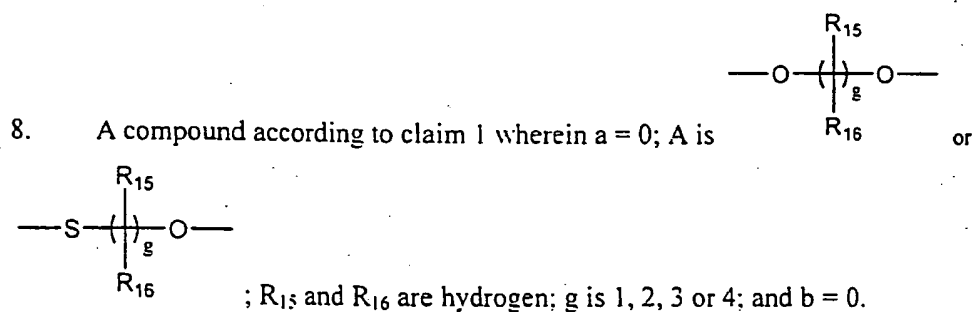 R15
—O—( )g—O—
8. A compound according to claim 1 wherein a = 0; A is R16 or
R15
—S—( )g—O—
R16 ; R15 and R16 are hydrogen; g is 1, 2, 3 or 4; and b = 0.